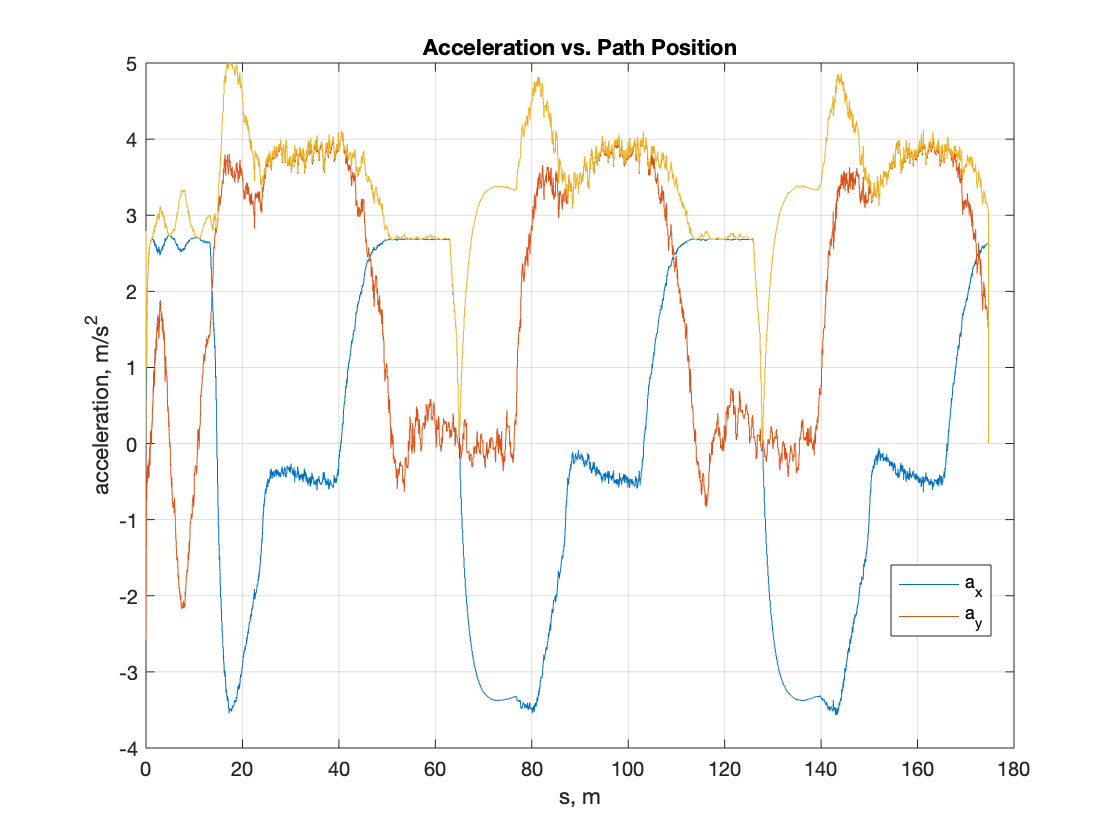 Acceleration vs. Path Position
acceleration, m/s²
5
4
3
2
1
0
-1
-2
-3
-4
0 20 40 60 80 100 120 140 160 180
s, m
aₓ
a_y